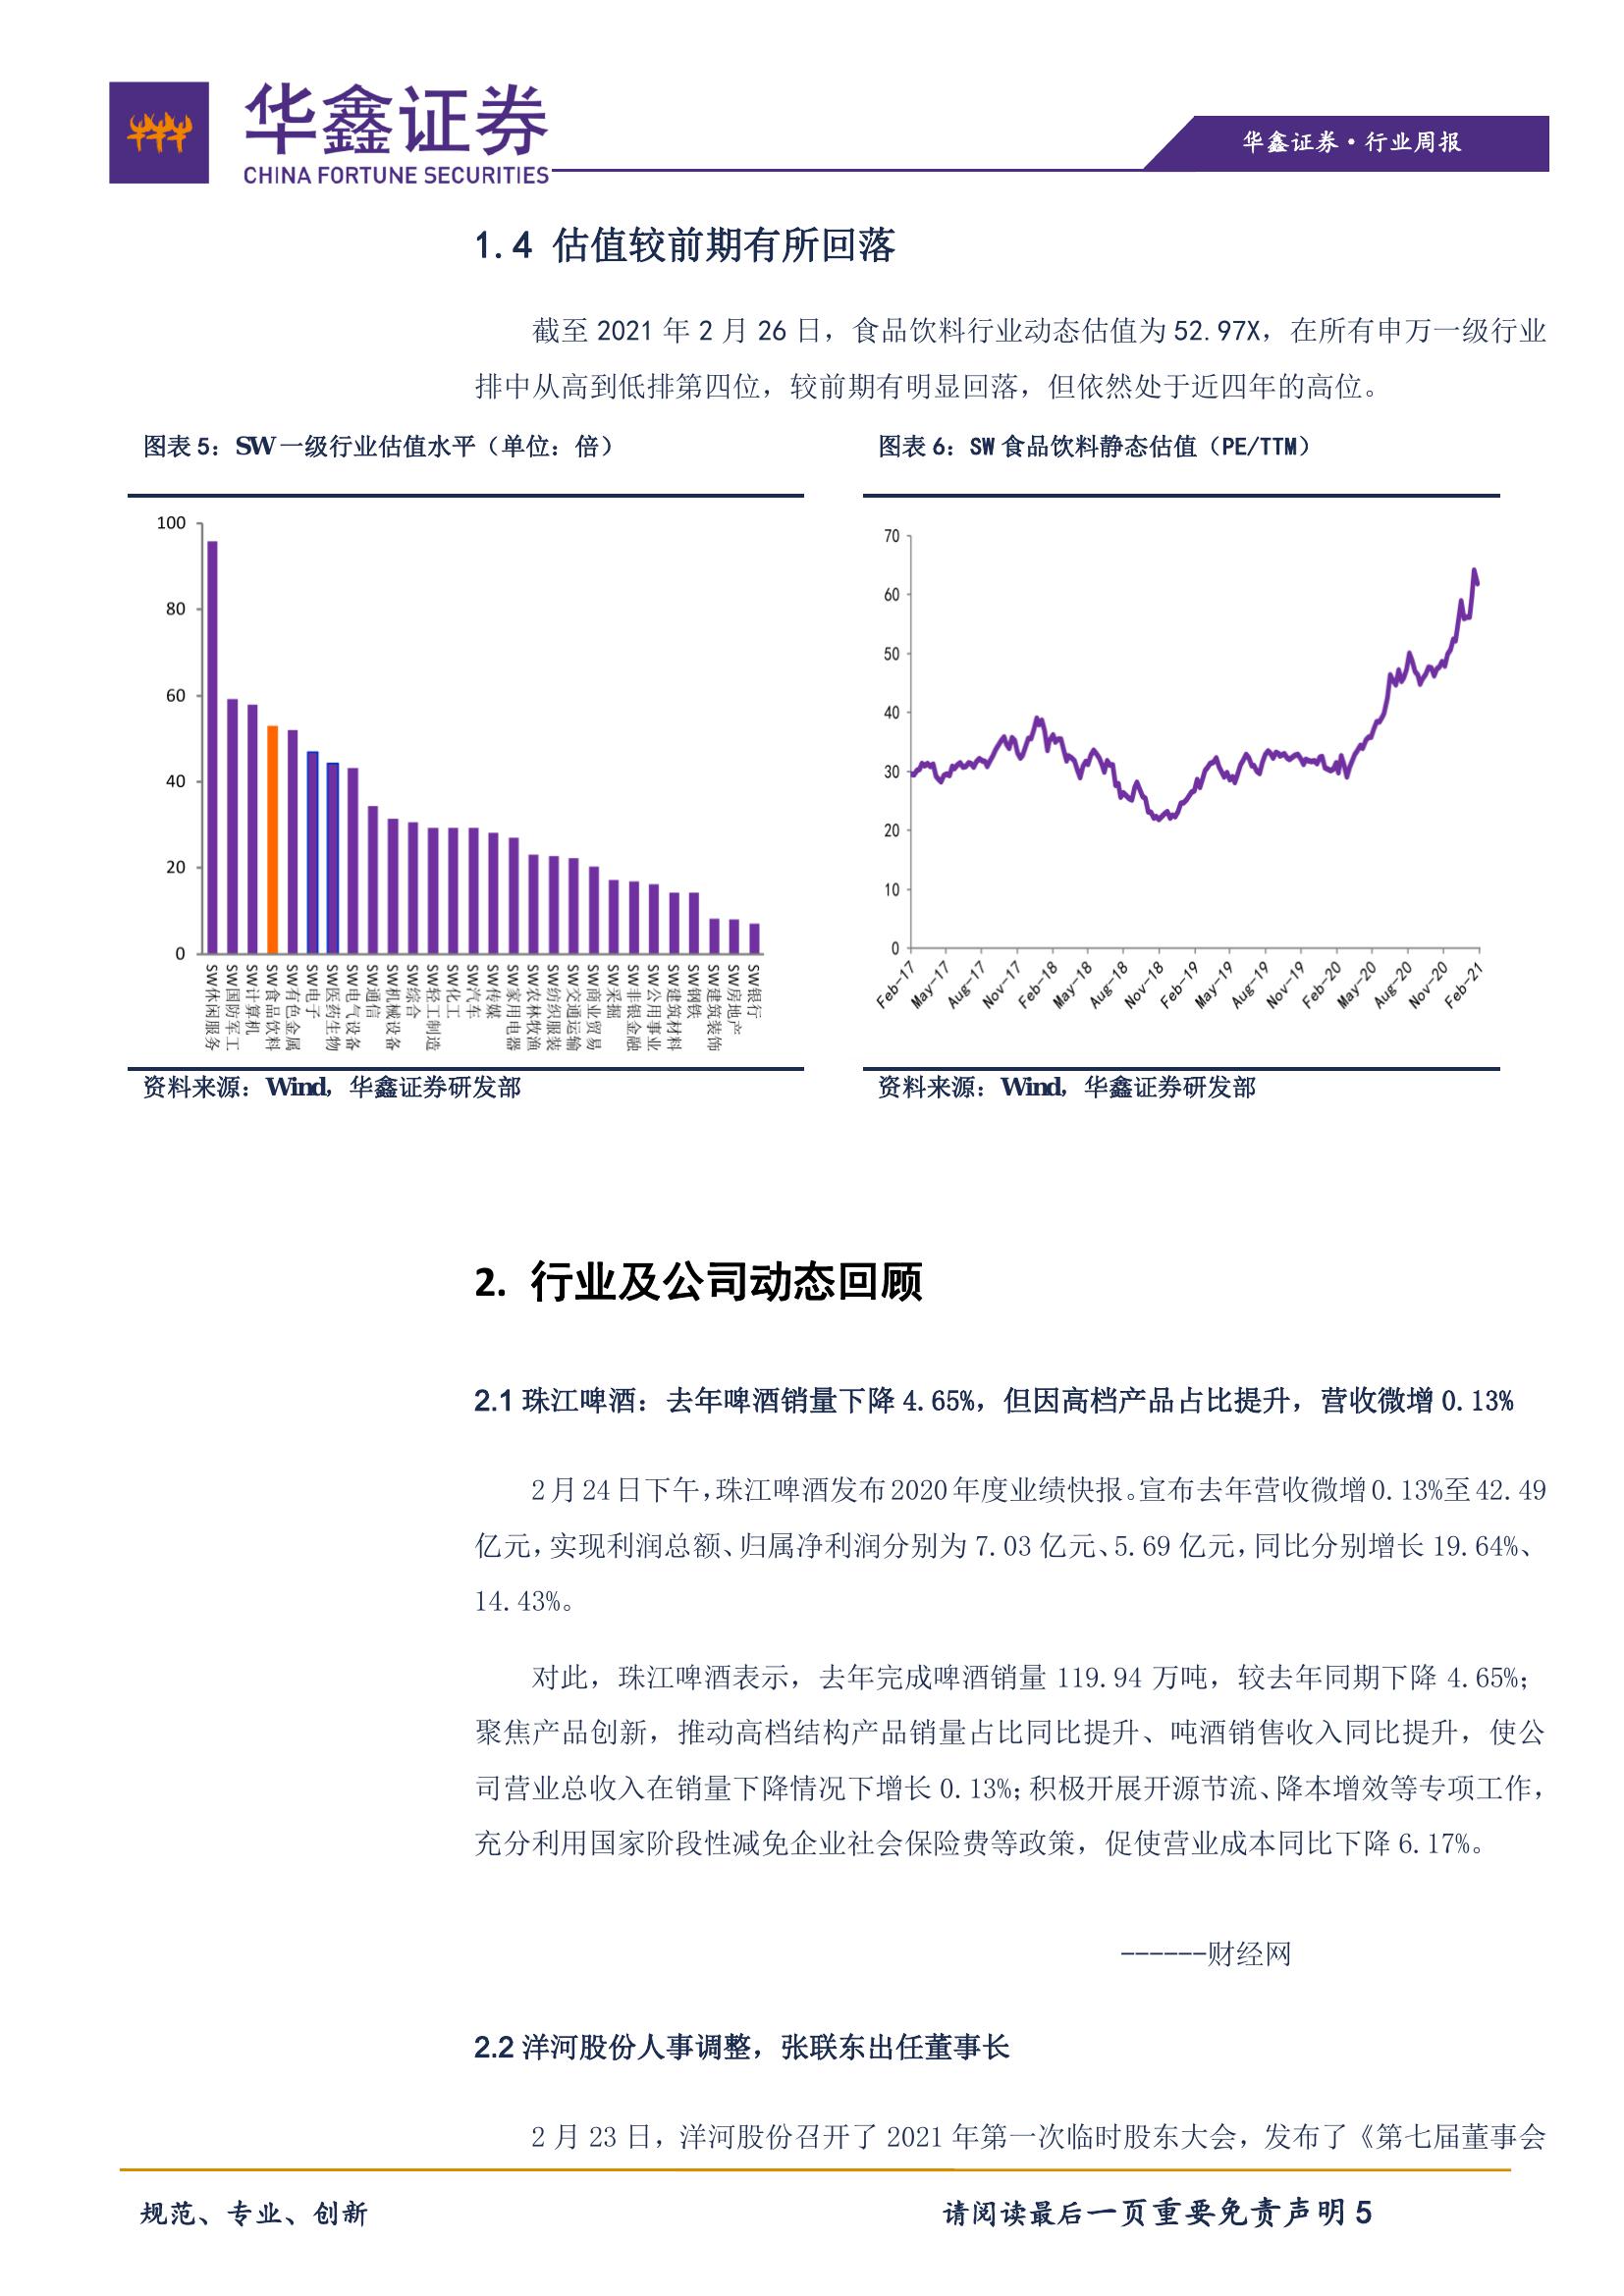 华鑫证券
CHINA FORTUNE SECURITIES
华鑫证券·行业周报
1.4 估值较前期有所回落
截至 2021 年 2 月 26 日，食品饮料行业动态估值为 52.97X，在所有申万一级行业
排中从高到低排第四位，较前期有明显回落，但依然处于近四年的高位。
图表 5：SW 一级行业估值水平（单位：倍）
100
80
60
40
20
0
SW休闲服务
SW国防军工
SW计算机
SW食品饮料
SW有色金属
SW电子
SW医药生物
SW电气设备
SW通信
SW机械设备
SW综合
SW轻工制造
SW化工
SW汽车
SW传媒
SW家用电器
SW农林牧渔
SW纺织服装
SW交通运输
SW商业贸易
SW采掘
SW非银金融
SW公用事业
SW建筑材料
SW钢铁
SW建筑装饰
SW房地产
SW银行
资料来源：Wind，华鑫证券研发部
图表 6：SW 食品饮料静态估值（PE/TTM）
70
60
50
40
30
20
10
0
Feb-17
May-17
Aug-17
Nov-17
Feb-18
May-18
Aug-18
Nov-18
Feb-19
May-19
Aug-19
Nov-19
Feb-20
May-20
Aug-20
Nov-20
Feb-21
资料来源：Wind，华鑫证券研发部
2. 行业及公司动态回顾
2.1 珠江啤酒：去年啤酒销量下降 4.65%，但因高档产品占比提升，营收微增 0.13%
2 月 24 日下午，珠江啤酒发布 2020 年度业绩快报。宣布去年营收微增 0.13%至 42.49
亿元，实现利润总额、归属净利润分别为 7.03 亿元、5.69 亿元，同比分别增长 19.64%、
14.43%。
对此，珠江啤酒表示，去年完成啤酒销量 119.94 万吨，较去年同期下降 4.65%；
聚焦产品创新，推动高档结构产品销量占比同比提升、吨酒销售收入同比提升，使公
司营业总收入在销量下降情况下增长 0.13%；积极开展开源节流、降本增效等专项工作，
充分利用国家阶段性减免企业社会保险费等政策，促使营业成本同比下降 6.17%。
------财经网
2.2 洋河股份人事调整，张联东出任董事长
2 月 23 日，洋河股份召开了 2021 年第一次临时股东大会，发布了《第七届董事会
规范、专业、创新
请阅读最后一页重要免责声明 5